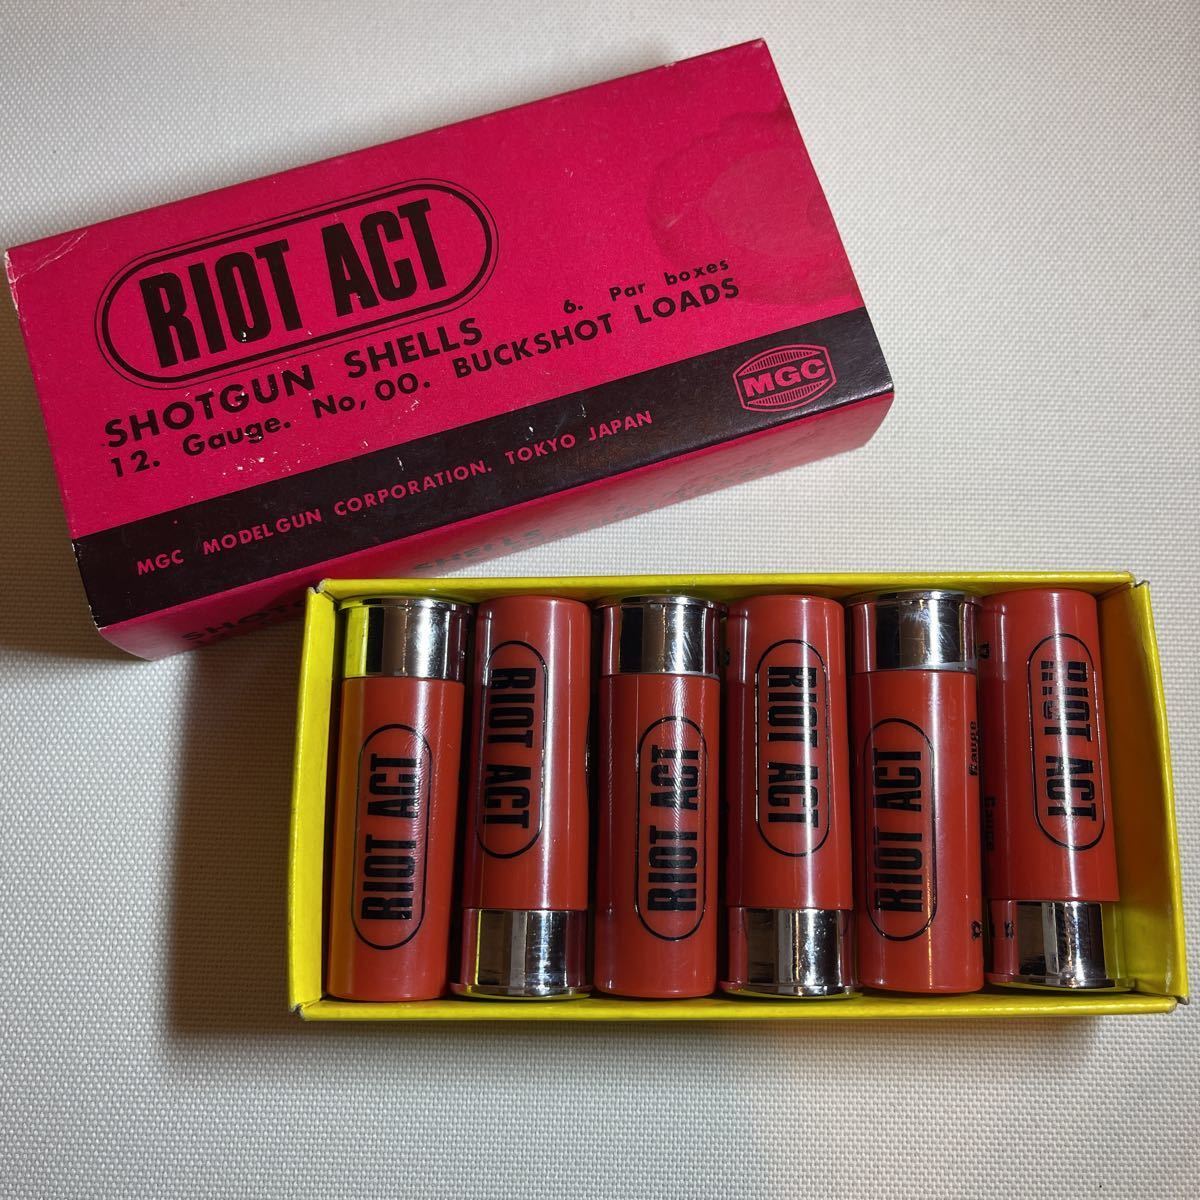 RIOT ACT
SHOTGUN SHELLS 6. Par boxes
12. Gauge. No,00. BUCKSHOT LOADS
MGC
MGC MODELGUN CORPORATION. TOKYO JAPAN
RIOT ACT
RIOT ACT
RIOT ACT
RIOT ACT
RIOT ACT
RIOT ACT